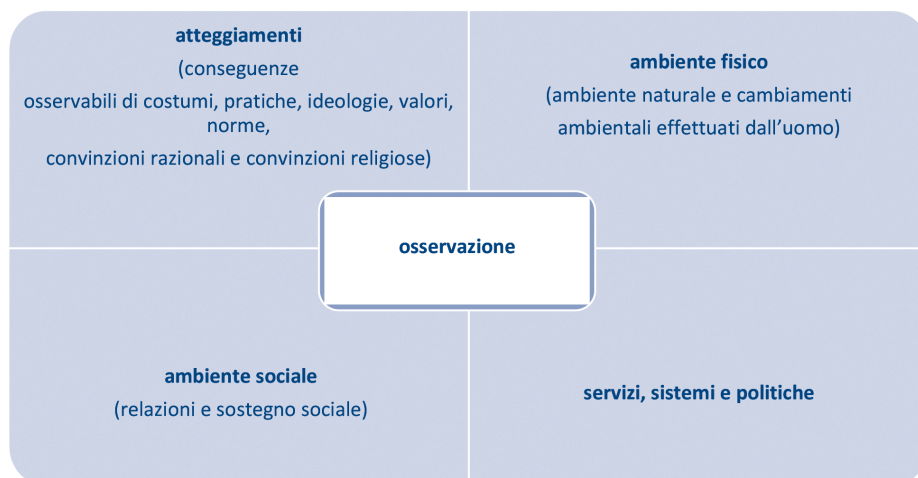 atteggiamenti
(conseguenze
osservabili di costumi, pratiche, ideologie, valori,
norme,
convinzioni razionali e convinzioni religiose)
ambiente fisico
(ambiente naturale e cambiamenti
ambientali effettuati dall’uomo)
osservazione
ambiente sociale
(relazioni e sostegno sociale)
servizi, sistemi e politiche